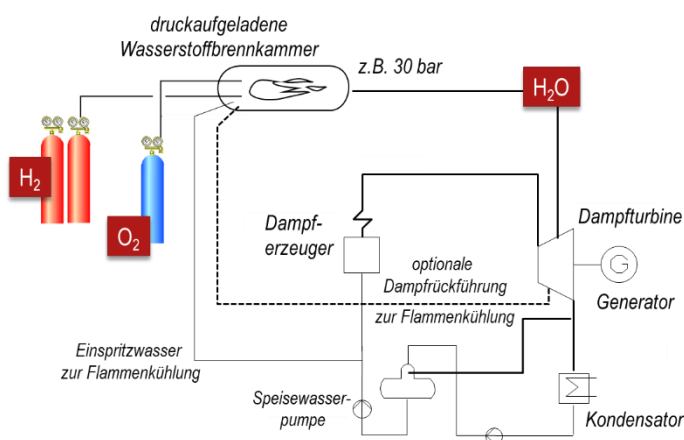 druckaufgeladene
Wasserstoffbrennkammer
z.B. 30 bar
H₂O
H₂
O₂
Dampf-
erzeuger
Dampfturbine
G
Generator
optionale
Dampfrückführung
zur Flammenkühlung
Einspritzwasser
zur Flammenkühlung
Speisewasser-
pumpe
Kondensator